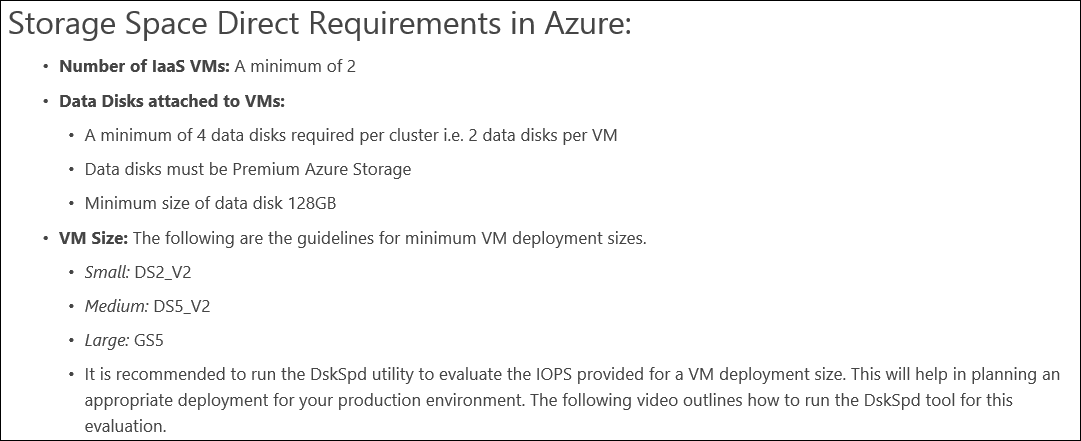 Storage Space Direct Requirements in Azure:
• Number of IaaS VMs: A minimum of 2
• Data Disks attached to VMs:
• A minimum of 4 data disks required per cluster i.e. 2 data disks per VM
• Data disks must be Premium Azure Storage
• Minimum size of data disk 128GB
• VM Size: The following are the guidelines for minimum VM deployment sizes.
• Small: DS2_V2
• Medium: DS5_V2
• Large: GS5
• It is recommended to run the DskSpd utility to evaluate the IOPS provided for a VM deployment size. This will help in planning an
appropriate deployment for your production environment. The following video outlines how to run the DskSpd tool for this
evaluation.